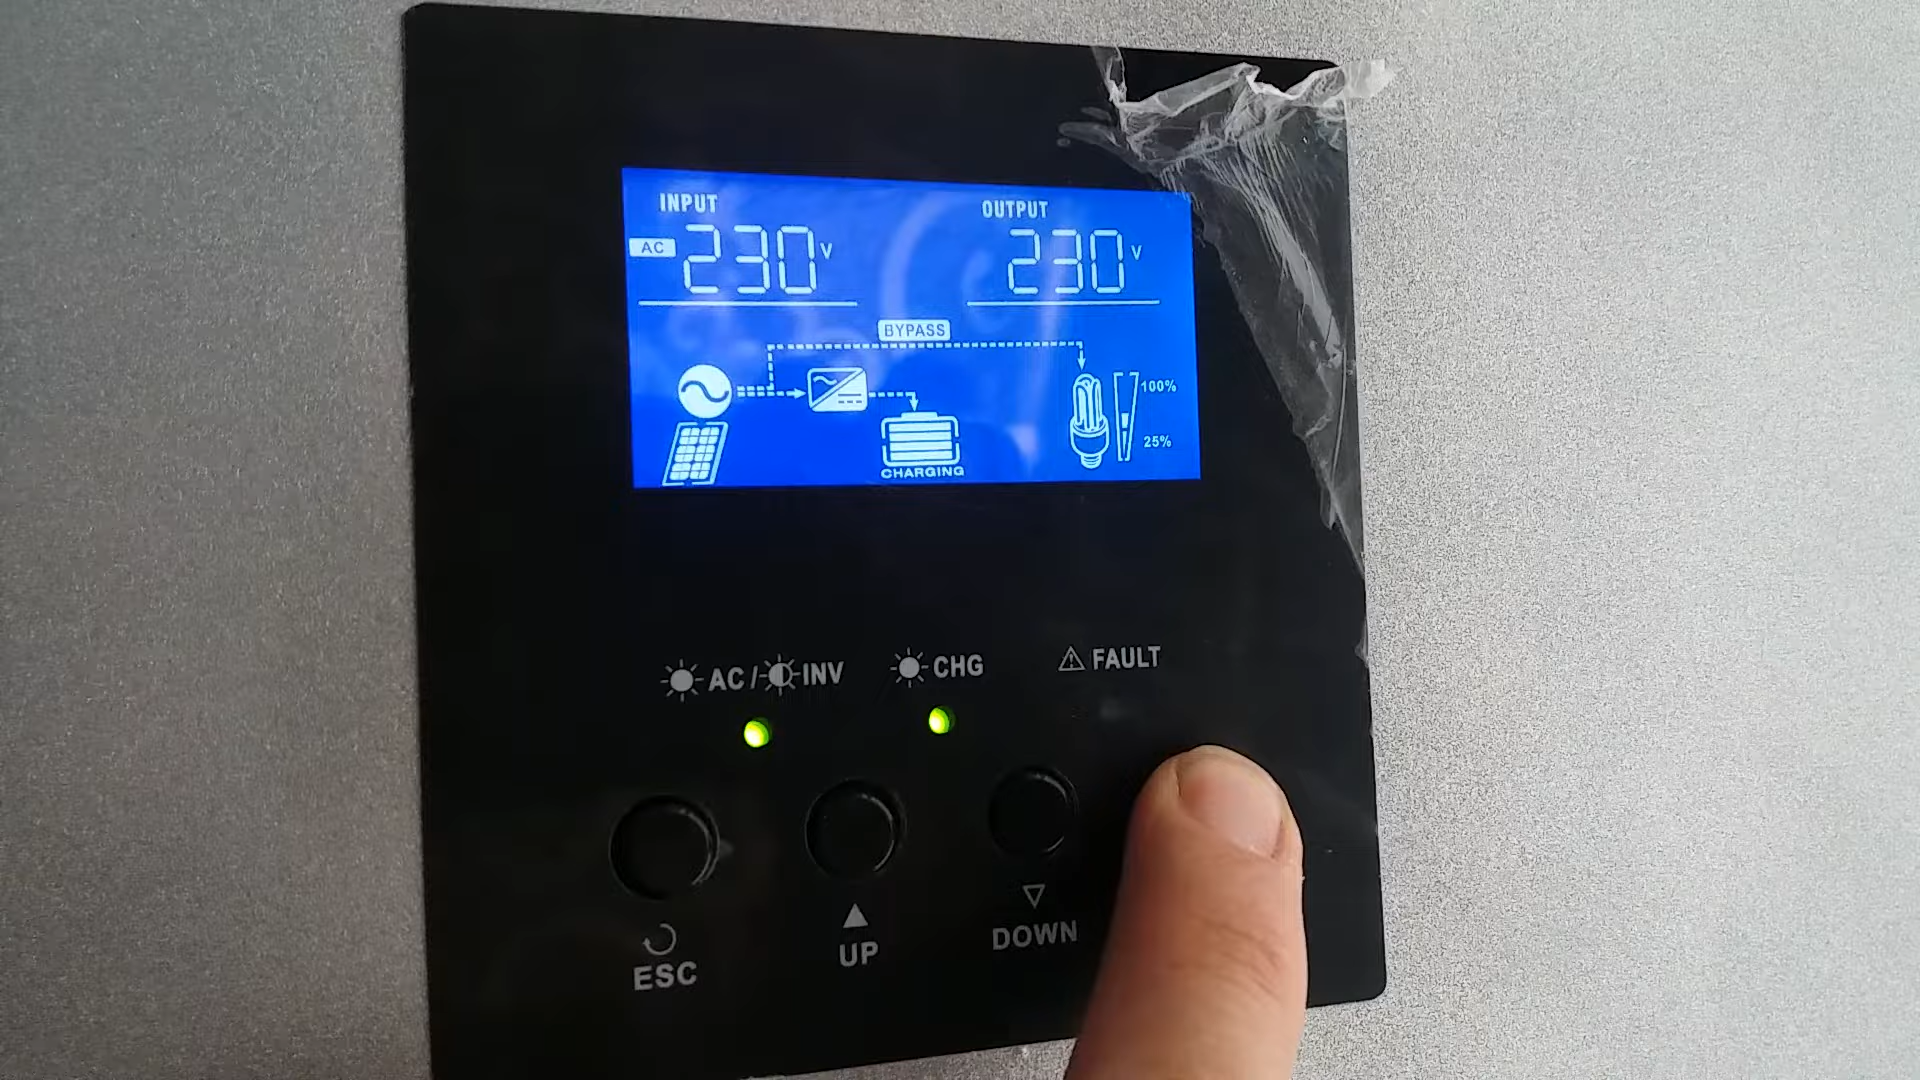 INPUT
OUTPUT
AC 230V
230V
BYPASS
100%
25%
CHARGING
AC / INV
CHG
FAULT
ESC
UP
DOWN